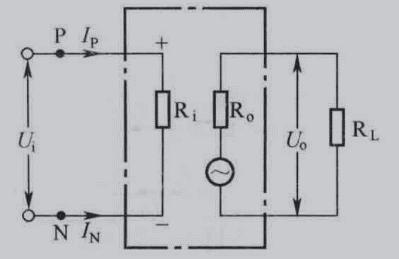 P I_P +
U_i R_i R_o U_o R_L
N I_N −